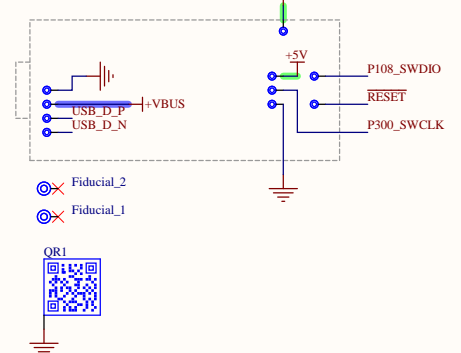 +5V
P108_SWDIO
+VBUS
RESET
USB_D_P
USB_D_N
P300_SWCLK
Fiducial_2
Fiducial_1
QR1